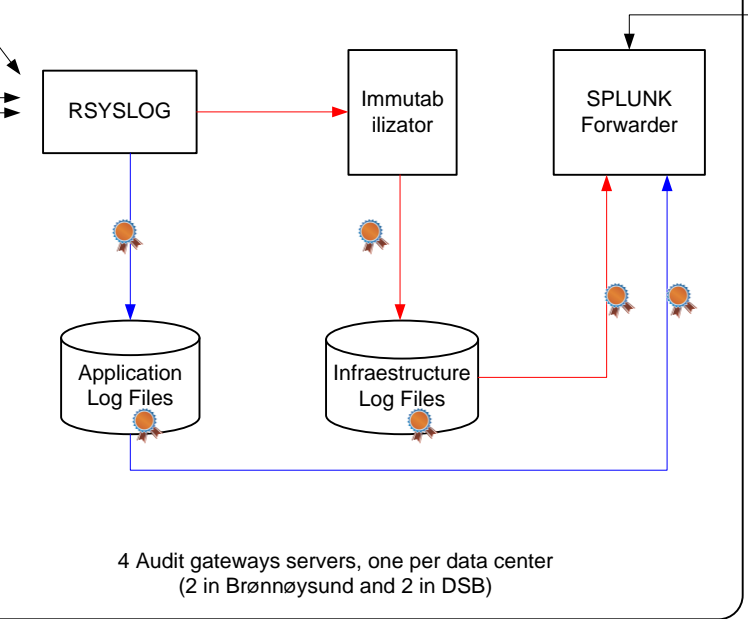 RSYSLOG
Immutab
ilizator
SPLUNK
Forwarder
Application
Log Files
Infraestructure
Log Files
4 Audit gateways servers, one per data center
(2 in Brønnøysund and 2 in DSB)